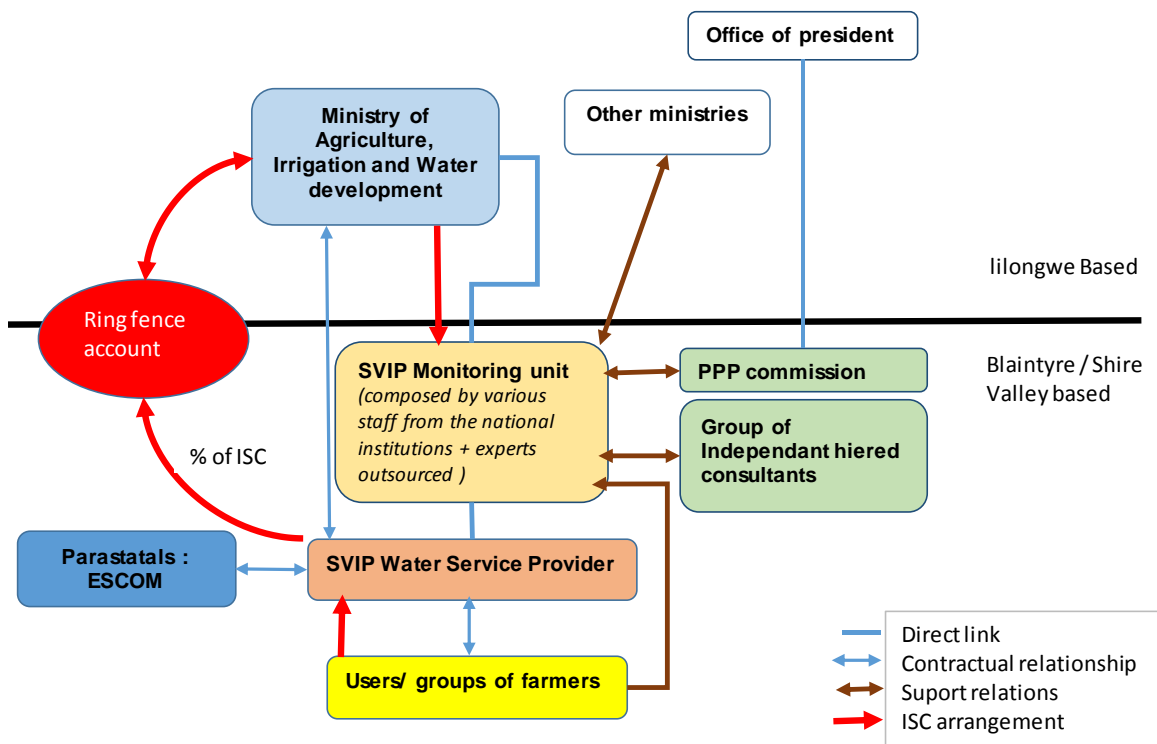 Office of president
Ministry of
Agriculture,
Irrigation and Water
development
Other ministries
lilongwe Based
Ring fence
account
SVIP Monitoring unit
(composed by various
staff from the national
institutions + experts
outsourced )
PPP commission
Blaintyre / Shire
Valley based
Group of
Independant hiered
consultants
% of ISC
Parastatals :
ESCOM
SVIP Water Service Provider
Users/ groups of farmers
Direct link
Contractual relationship
Suport relations
ISC arrangement